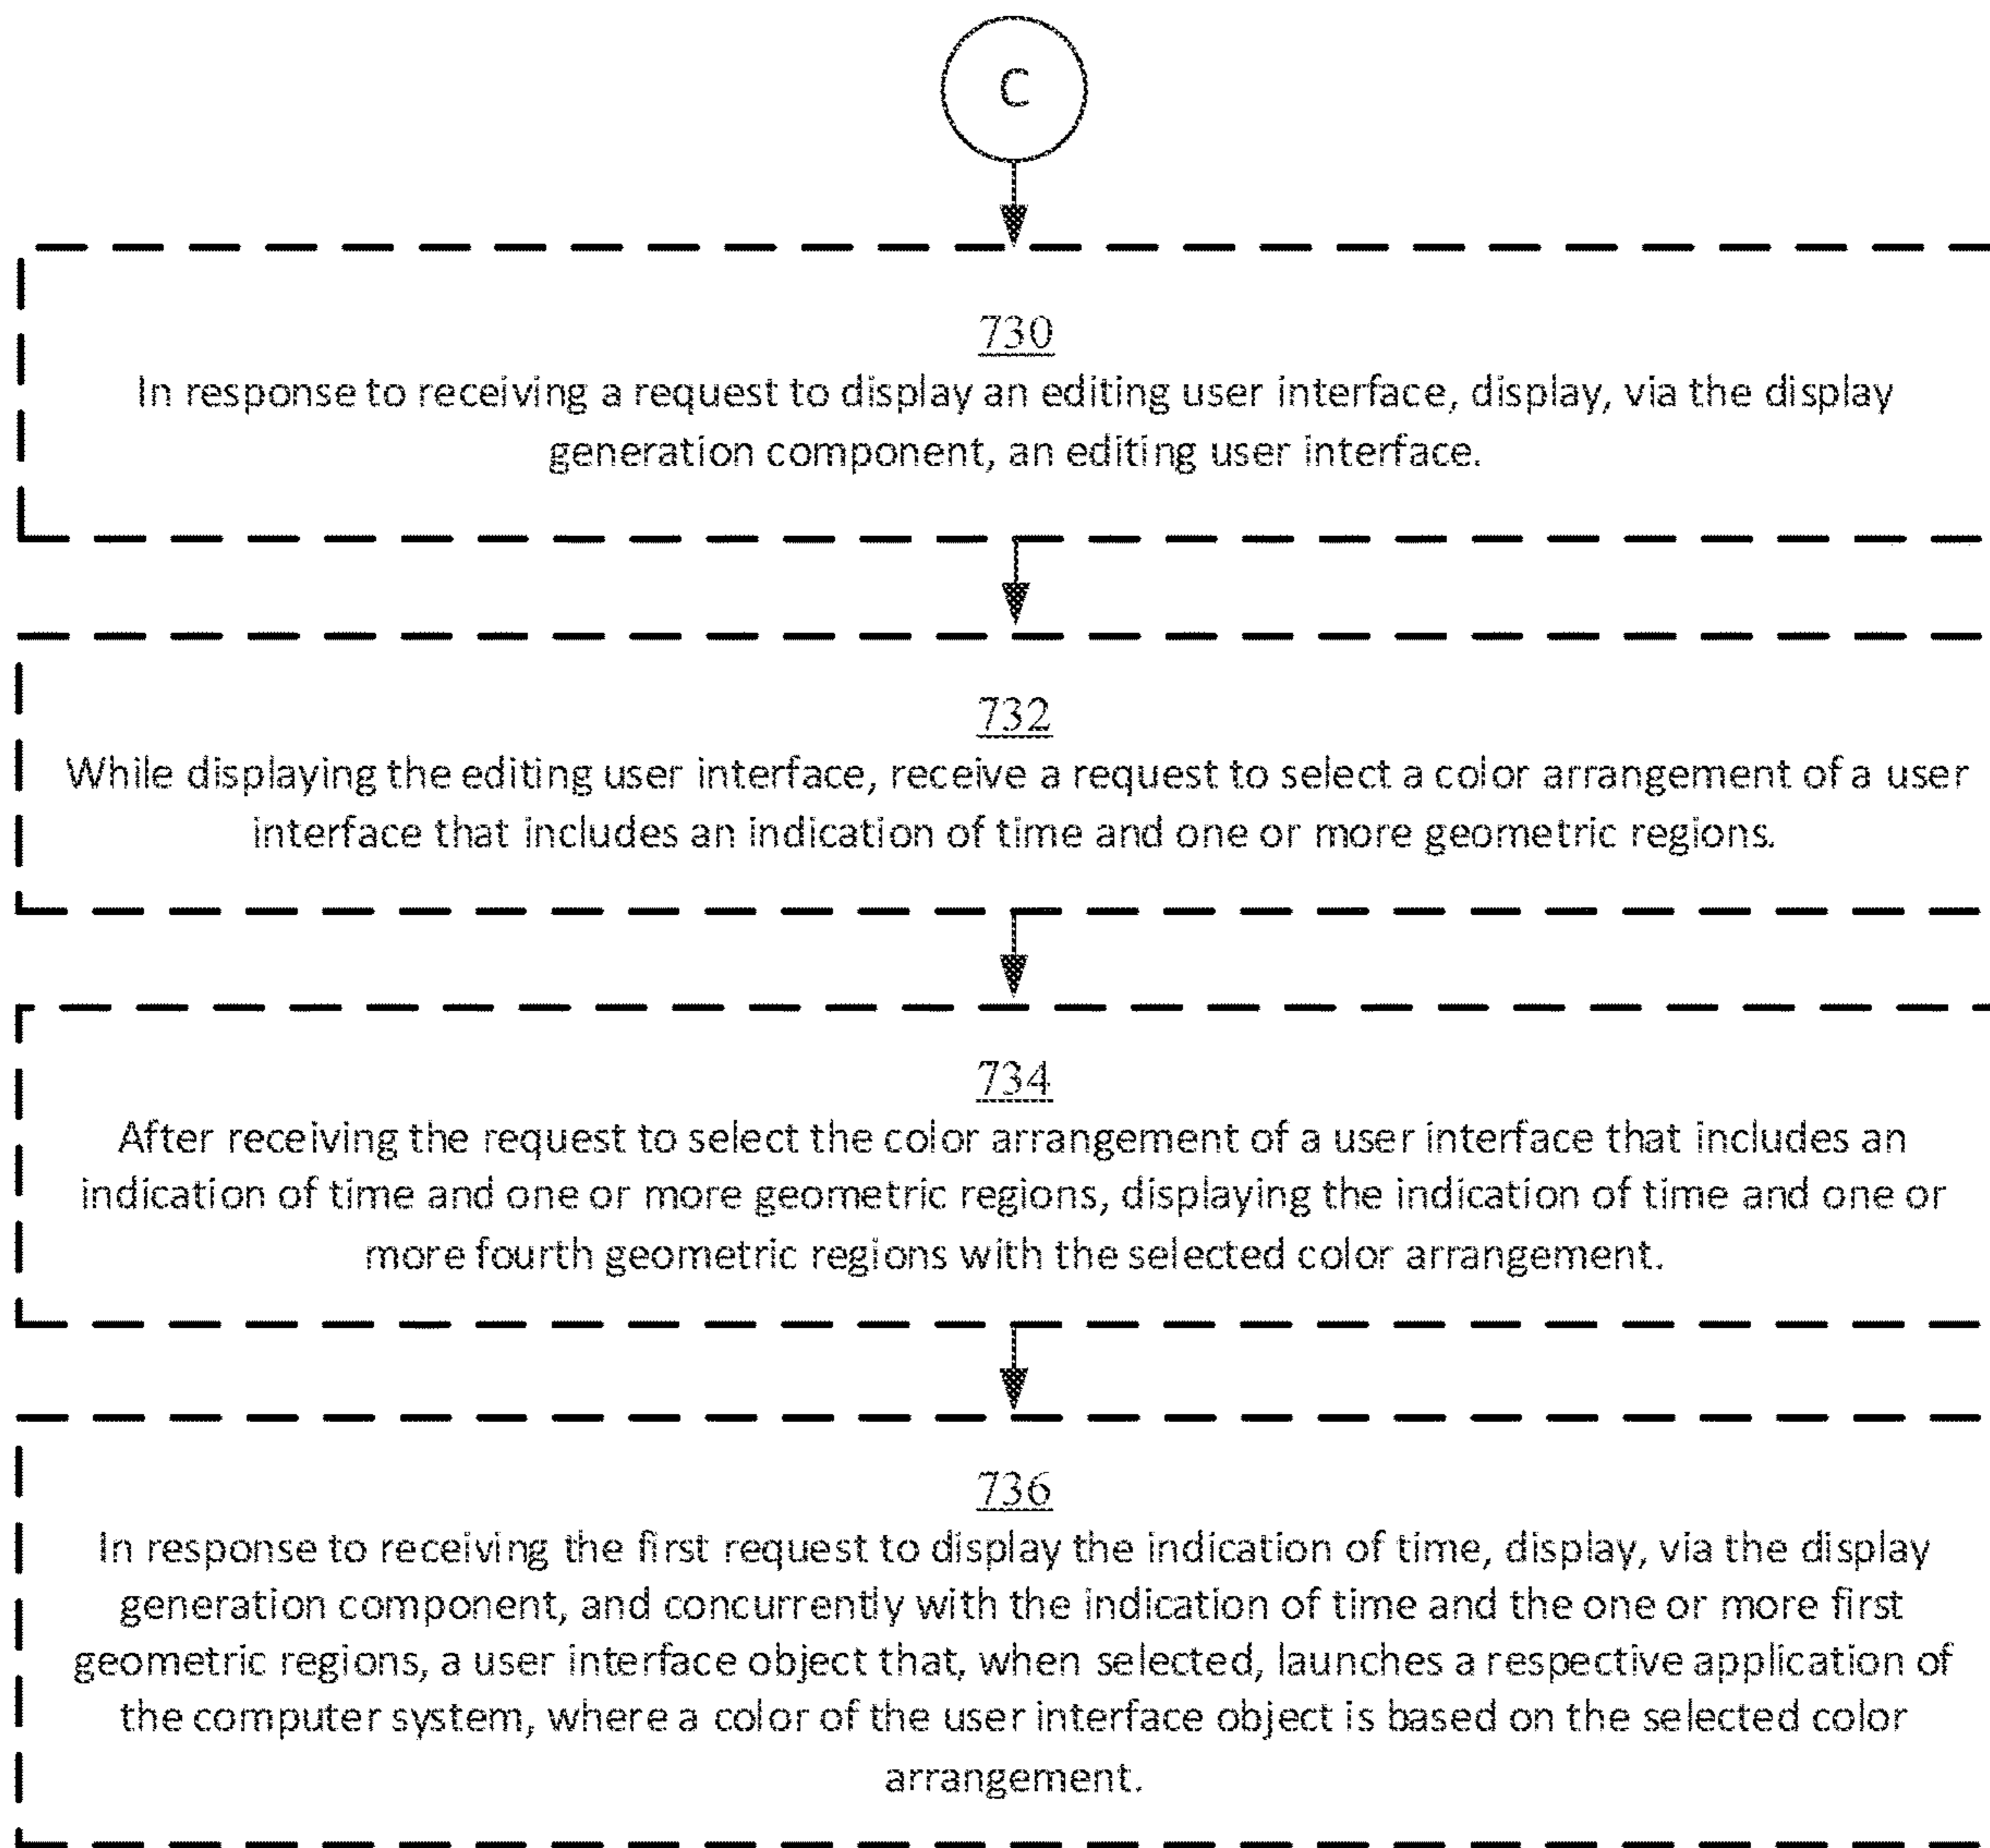 C
730
In response to receiving a request to display an editing user interface, display, via the display
generation component, an editing user interface.
732
While displaying the editing user interface, receive a request to select a color arrangement of a user
interface that includes an indication of time and one or more geometric regions.
734
After receiving the request to select the color arrangement of a user interface that includes an
indication of time and one or more geometric regions, displaying the indication of time and one or
more fourth geometric regions with the selected color arrangement.
736
In response to receiving the first request to display the indication of time, display, via the display
generation component, and concurrently with the indication of time and the one or more first
geometric regions, a user interface object that, when selected, launches a respective application of
the computer system, where a color of the user interface object is based on the selected color
arrangement.